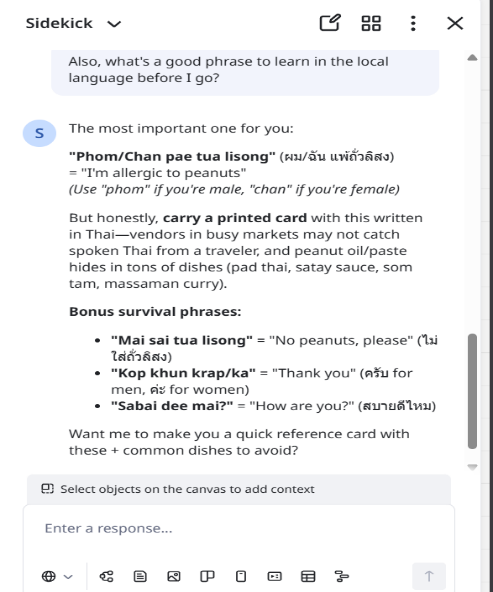 Sidekick
Also, what's a good phrase to learn in the local
language before I go?
S
The most important one for you:
"Phom/Chan pae tua lisong" (ผม/ฉัน แพ้ถั่วลิสง)
= "I'm allergic to peanuts"
(Use "phom" if you're male, "chan" if you're female)
But honestly, carry a printed card with this written
in Thai—vendors in busy markets may not catch
spoken Thai from a traveler, and peanut oil/paste
hides in tons of dishes (pad thai, satay sauce, som
tam, massaman curry).
Bonus survival phrases:
• "Mai sai tua lisong" = "No peanuts, please" (ไม่
ใส่ถั่วลิสง)
• "Kop khun krap/ka" = "Thank you" (ครับ for
men, ค่ะ for women)
• "Sabai dee mai?" = "How are you?" (สบายดีไหม)
Want me to make you a quick reference card with
these + common dishes to avoid?
Select objects on the canvas to add context
Enter a response...